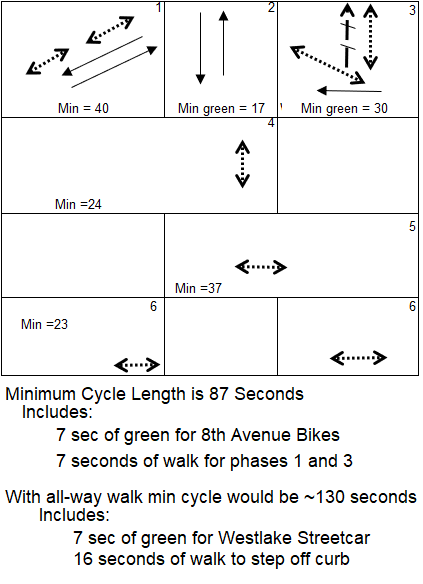 1
2
3
Min = 40
Min green = 17
Min green = 30
4
Min =24
5
Min =37
6
6
Min =23
Minimum Cycle Length is 87 Seconds
Includes:
7 sec of green for 8th Avenue Bikes
7 seconds of walk for phases 1 and 3
With all-way walk min cycle would be ~130 seconds
Includes:
7 sec of green for Westlake Streetcar
16 seconds of walk to step off curb